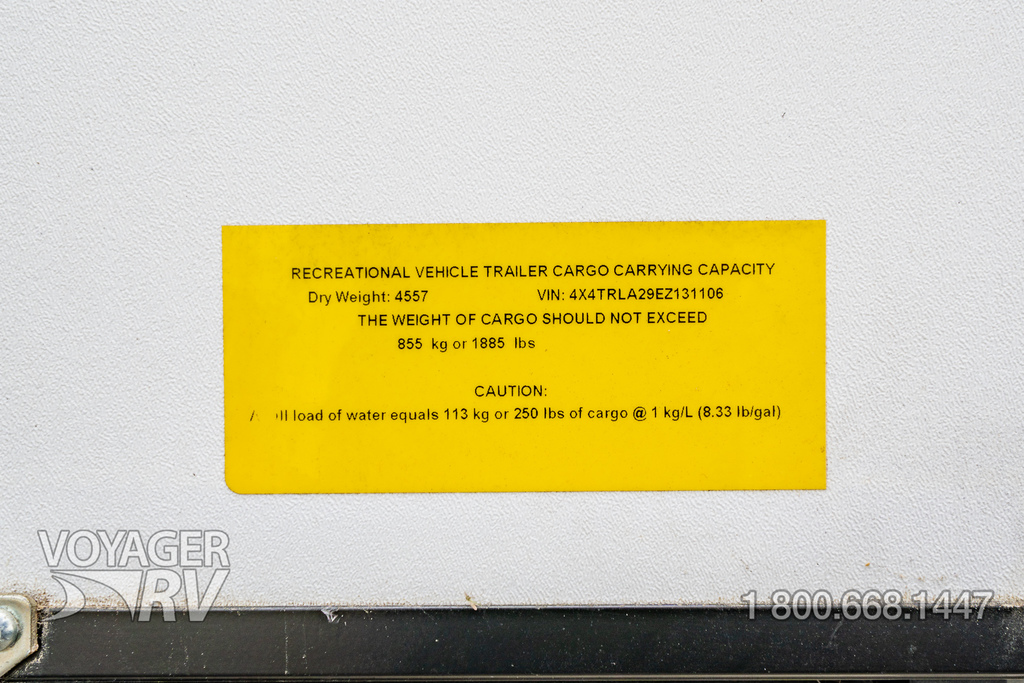 RECREATIONAL VEHICLE TRAILER CARGO CARRYING CAPACITY
Dry Weight: 4557 VIN: 4X4TRLA29EZ131106
THE WEIGHT OF CARGO SHOULD NOT EXCEED
855 kg or 1885 lbs
CAUTION:
load of water equals 113 kg or 250 lbs of cargo @ 1 kg/L (8.33 lb/gal)
VOYAGER
RV
1 800.668.1447